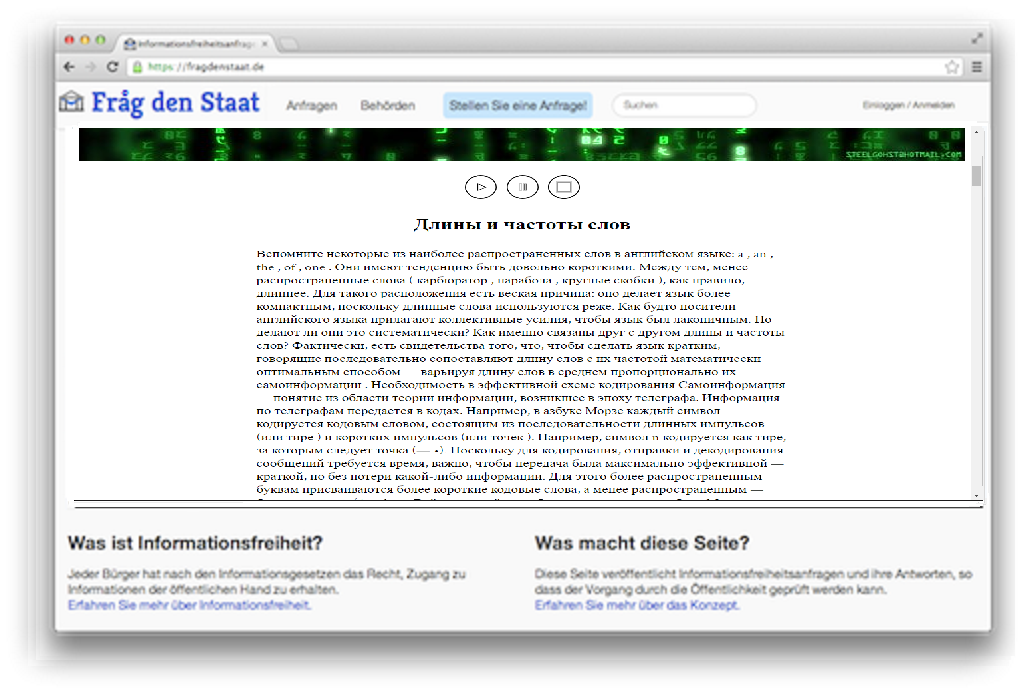 Informationsfreiheitsanfrag
https://fragdenstaat.de
Fråg den Staat Anfragen Behörden Stellen Sie eine Anfrage! Suchen Einloggen / Anmelden
STEELGOHST@HOTMAIL.COM
Длины и частоты слов
Вспомните некоторые из наиболее распространенных слов в английском языке: a , an ,
the , of , one . Они имеют тенденцию быть довольно короткими. Между тем, менее
распространенные слова ( карбюратор , парабола , круглые скобки ), как правило,
длиннее. Для такого расположения есть веская причина: оно делает язык более
компактным, поскольку длинные слова используются реже. Как будто носители
английского языка прилагают коллективные усилия, чтобы язык был лаконичным. Но
делают ли они это систематически? Как именно связаны друг с другом длины и частоты
слов? Фактически, есть свидетельства того, что, чтобы сделать язык кратким,
говорящие последовательно сопоставляют длину слов с их частотой математически
оптимальным способом — варьируя длину слов в среднем пропорционально их
самоинформации . Необходимость в эффективной схеме кодирования Самоинформация
— понятие из области теории информации, возникшее в эпоху телеграфа. Информация
по телеграфам передается в кодах. Например, в азбуке Морзе каждый символ
кодируется кодовым словом, состоящим из последовательности длинных импульсов
(или тире ) и коротких импульсов (или точек ). Например, символ n кодируется как тире,
за которым следует точка (— •). Поскольку для кодирования, отправки и декодирования
сообщений требуется время, важно, чтобы передача была максимально эффективной —
краткой, но без потери какой-либо информации. Для этого более распространенным
буквам присваиваются более короткие кодовые слова, а менее распространенным —
Was ist Informationsfreiheit?
Jeder Bürger hat nach den Informationsgesetzen das Recht, Zugang zu
Informationen der öffentlichen Hand zu erhalten.
Erfahren Sie mehr über Informationsfreiheit.
Was macht diese Seite?
Diese Seite veröffentlicht Informationsfreiheitsanfragen und ihre Antworten, so
dass der Vorgang durch die Öffentlichkeit geprüft werden kann.
Erfahren Sie mehr über das Konzept.